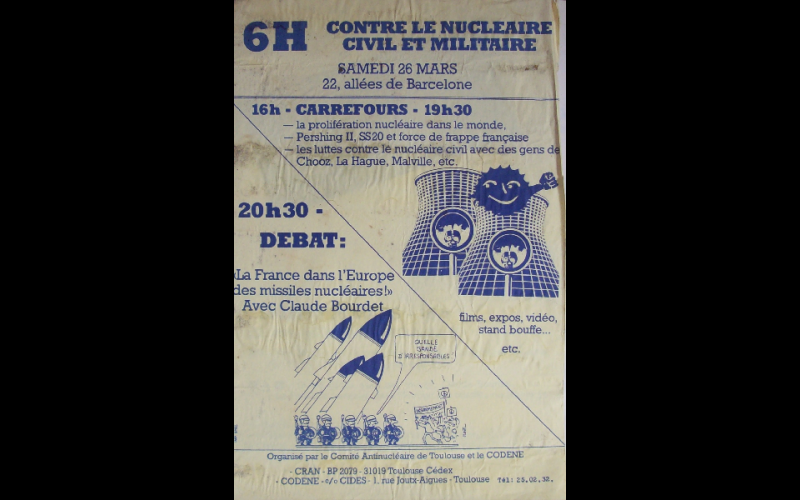 6H CONTRE LE NUCLEAIRE
CIVIL ET MILITAIRE
SAMEDI 26 MARS
22, allées de Barcelone
16h - CARREFOURS - 19h30
— la prolifération nucléaire dans le monde,
— Pershing II, SS20 et force de frappe française
— les luttes contre le nucléaire civil avec des gens de
Chooz, La Hague, Malville, etc.
20h30 -
DEBAT:
«La France dans l'Europe
des missiles nucléaires!»
Avec Claude Bourdet
films, expos, vidéo,
stand bouffe...
etc.
QUELLE
BANDE
D'IRRESPONSABLES
Organisé par le Comité Antinucléaire de Toulouse et le CODENE
- CRAN - BP 2079 - 31019 Toulouse Cédex
- CODENE - c/o CIDES - 1, rue Joutx-Aigues - Toulouse Tél: